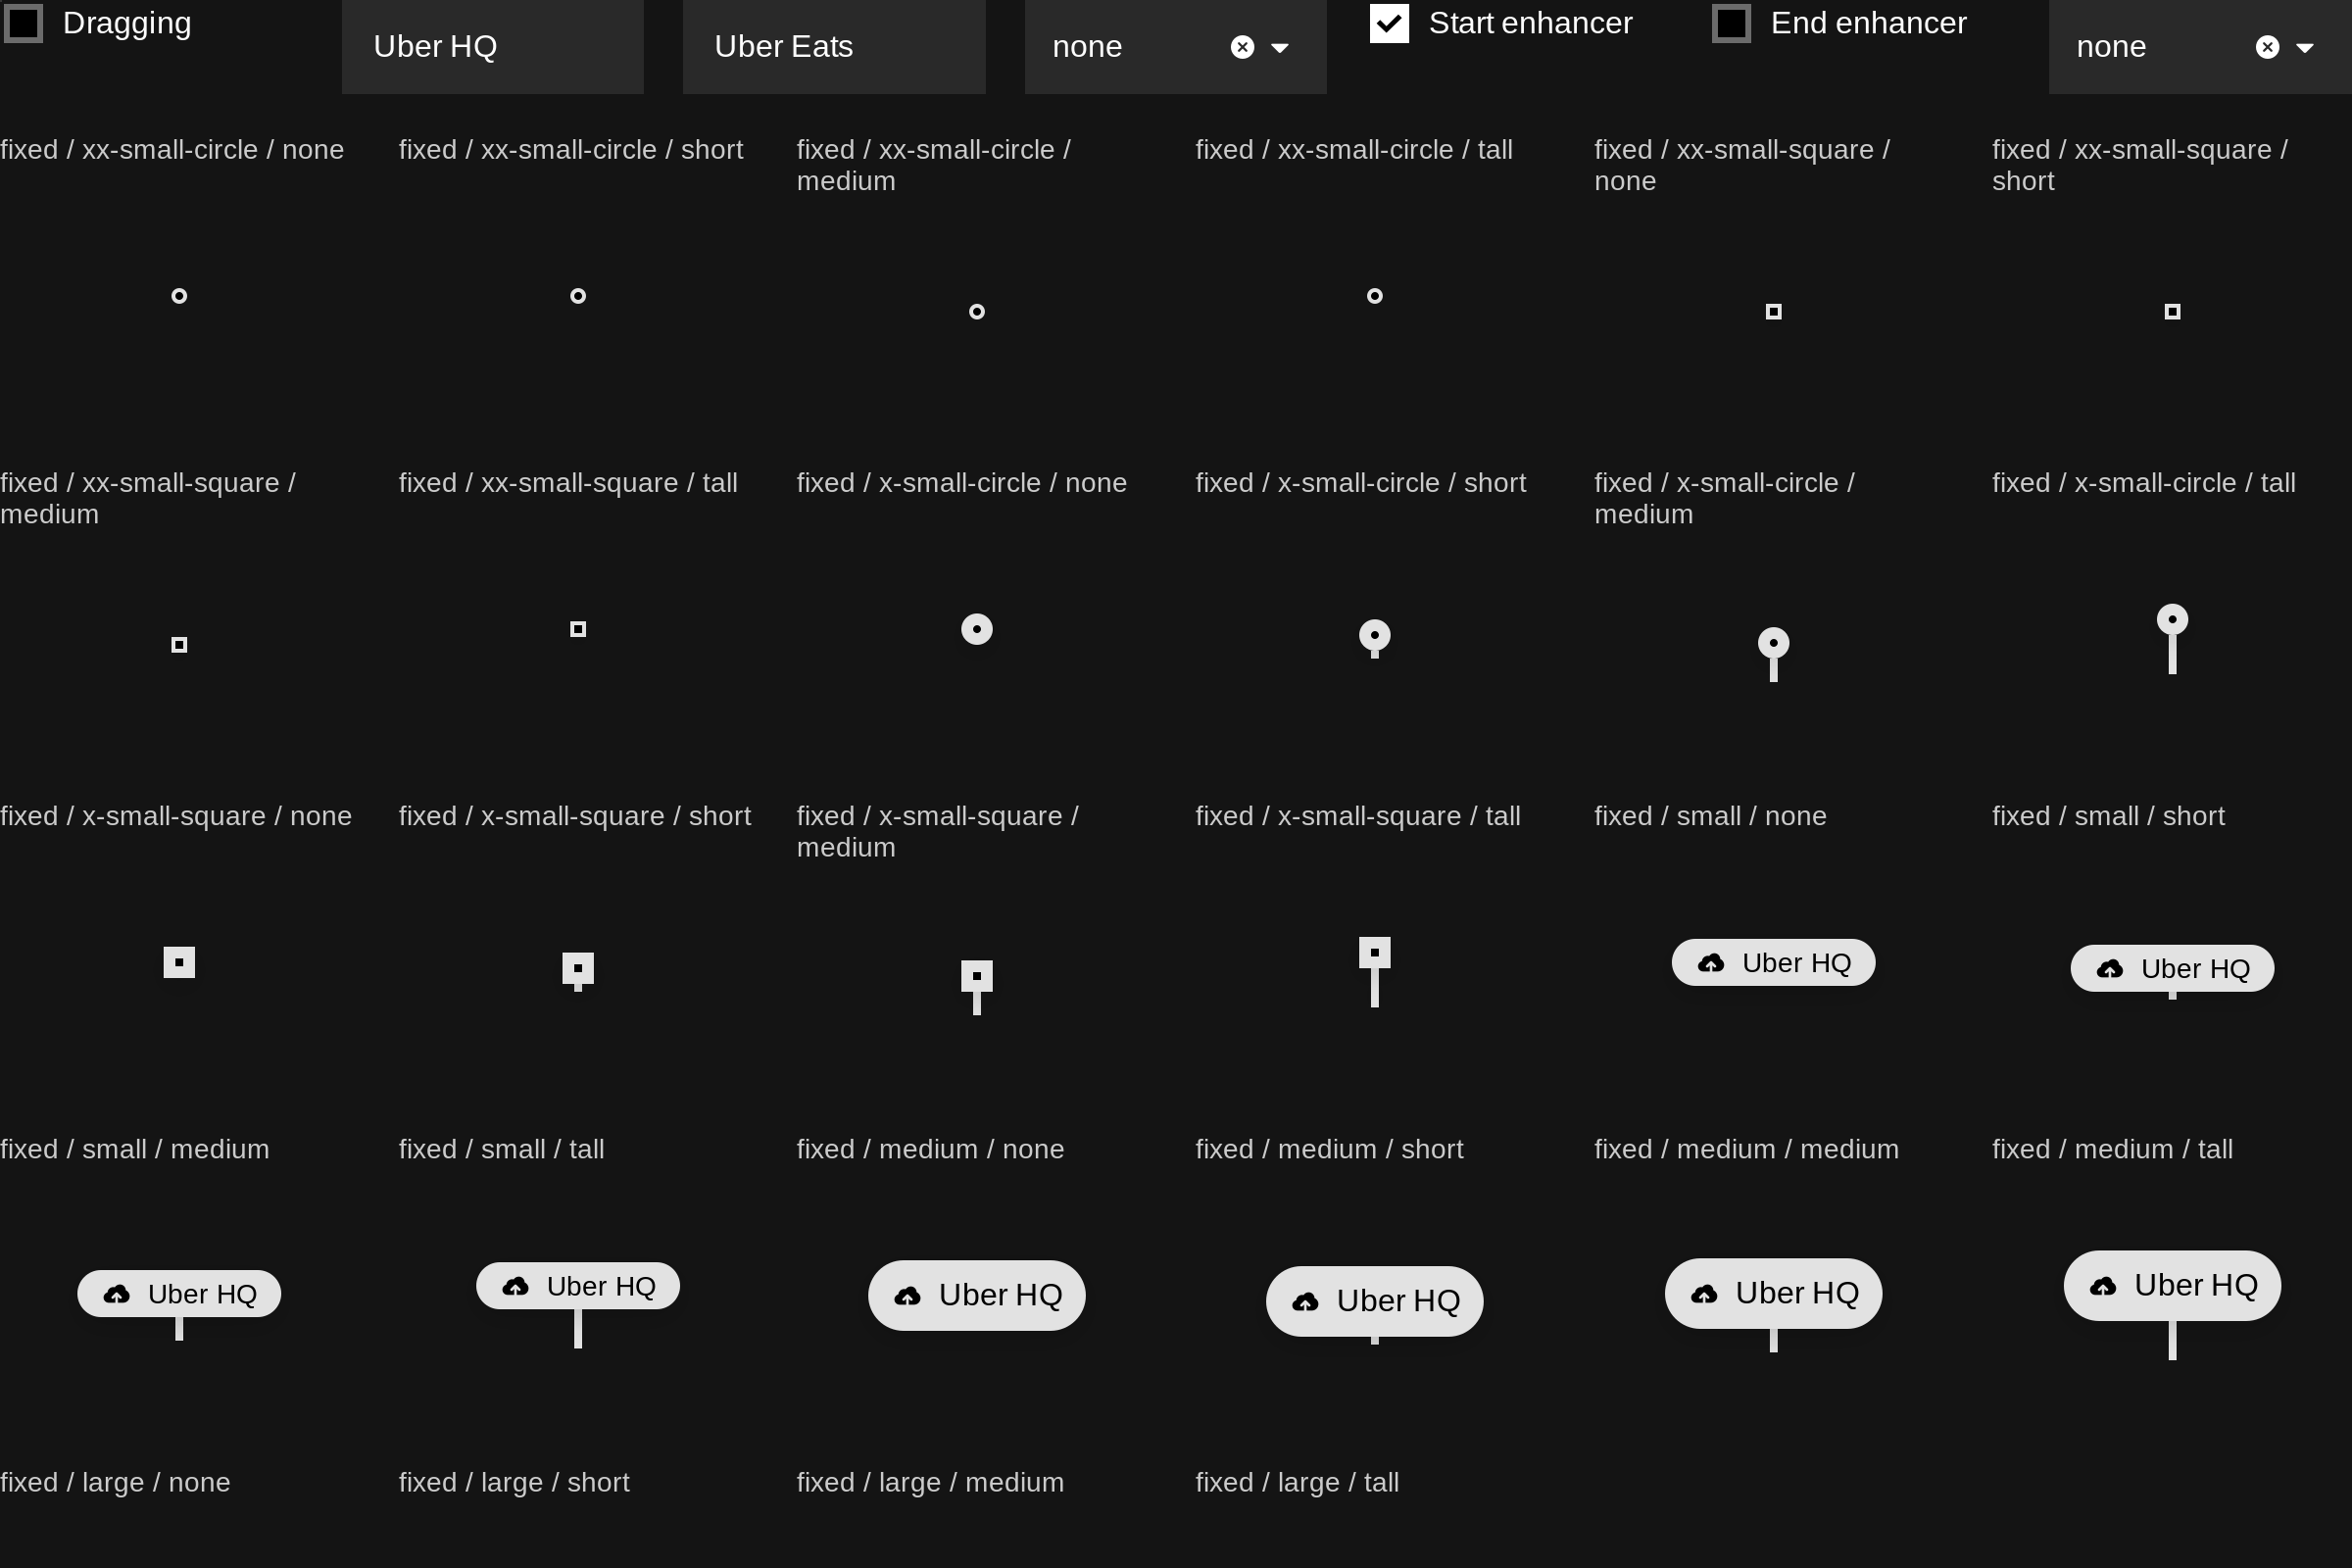 Dragging
Uber HQ
Uber Eats
none
Start enhancer
End enhancer
none
fixed / xx-small-circle / none
fixed / xx-small-circle / short
fixed / xx-small-circle /
medium
fixed / xx-small-circle / tall
fixed / xx-small-square /
none
fixed / xx-small-square /
short
fixed / xx-small-square /
medium
fixed / xx-small-square / tall
fixed / x-small-circle / none
fixed / x-small-circle / short
fixed / x-small-circle /
medium
fixed / x-small-circle / tall
fixed / x-small-square / none
fixed / x-small-square / short
fixed / x-small-square /
medium
fixed / x-small-square / tall
fixed / small / none
Uber HQ
fixed / small / short
Uber HQ
fixed / small / medium
Uber HQ
fixed / small / tall
Uber HQ
fixed / medium / none
Uber HQ
fixed / medium / short
Uber HQ
fixed / medium / medium
Uber HQ
fixed / medium / tall
Uber HQ
fixed / large / none
fixed / large / short
fixed / large / medium
fixed / large / tall